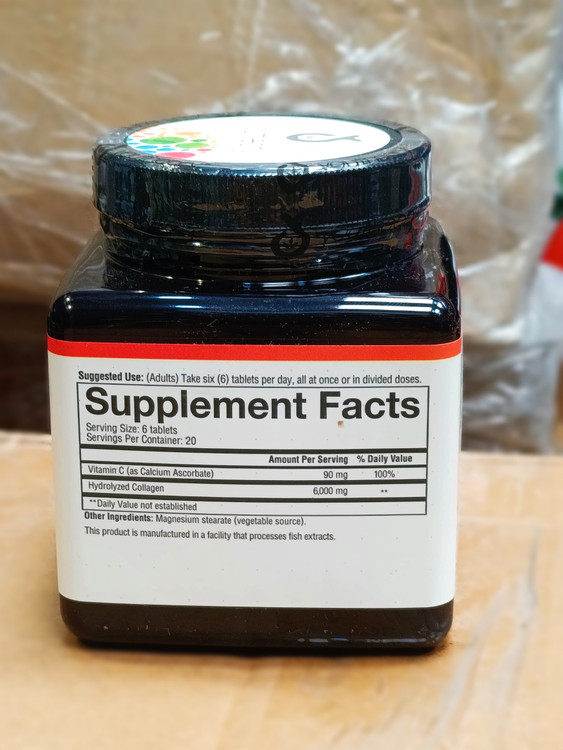 Suggested Use: (Adults) Take six (6) tablets per day, all at once or in divided doses.
Supplement Facts
Serving Size: 6 tablets
Servings Per Container: 20
Amount Per Serving % Daily Value
Vitamin C (as Calcium Ascorbate) 90 mg 100%
Hydrolyzed Collagen 6,000 mg **
**Daily Value not established
Other Ingredients: Magnesium stearate (vegetable source).
This product is manufactured in a facility that processes fish extracts.